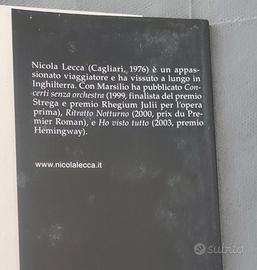 Nicola Lecca (Cagliari, 1976) è un appas-
sionato viaggiatore e ha vissuto a lungo in
Inghilterra. Con Marsilio ha pubblicato Con-
certi senza orchestra (1999, finalista del premio
Strega e premio Rhegium Julii per l'opera
prima), Ritratto Notturno (2000, prix du Pre-
mier Roman), e Ho visto tutto (2003, premio
Hemingway).
www.nicolalecca.it
subito